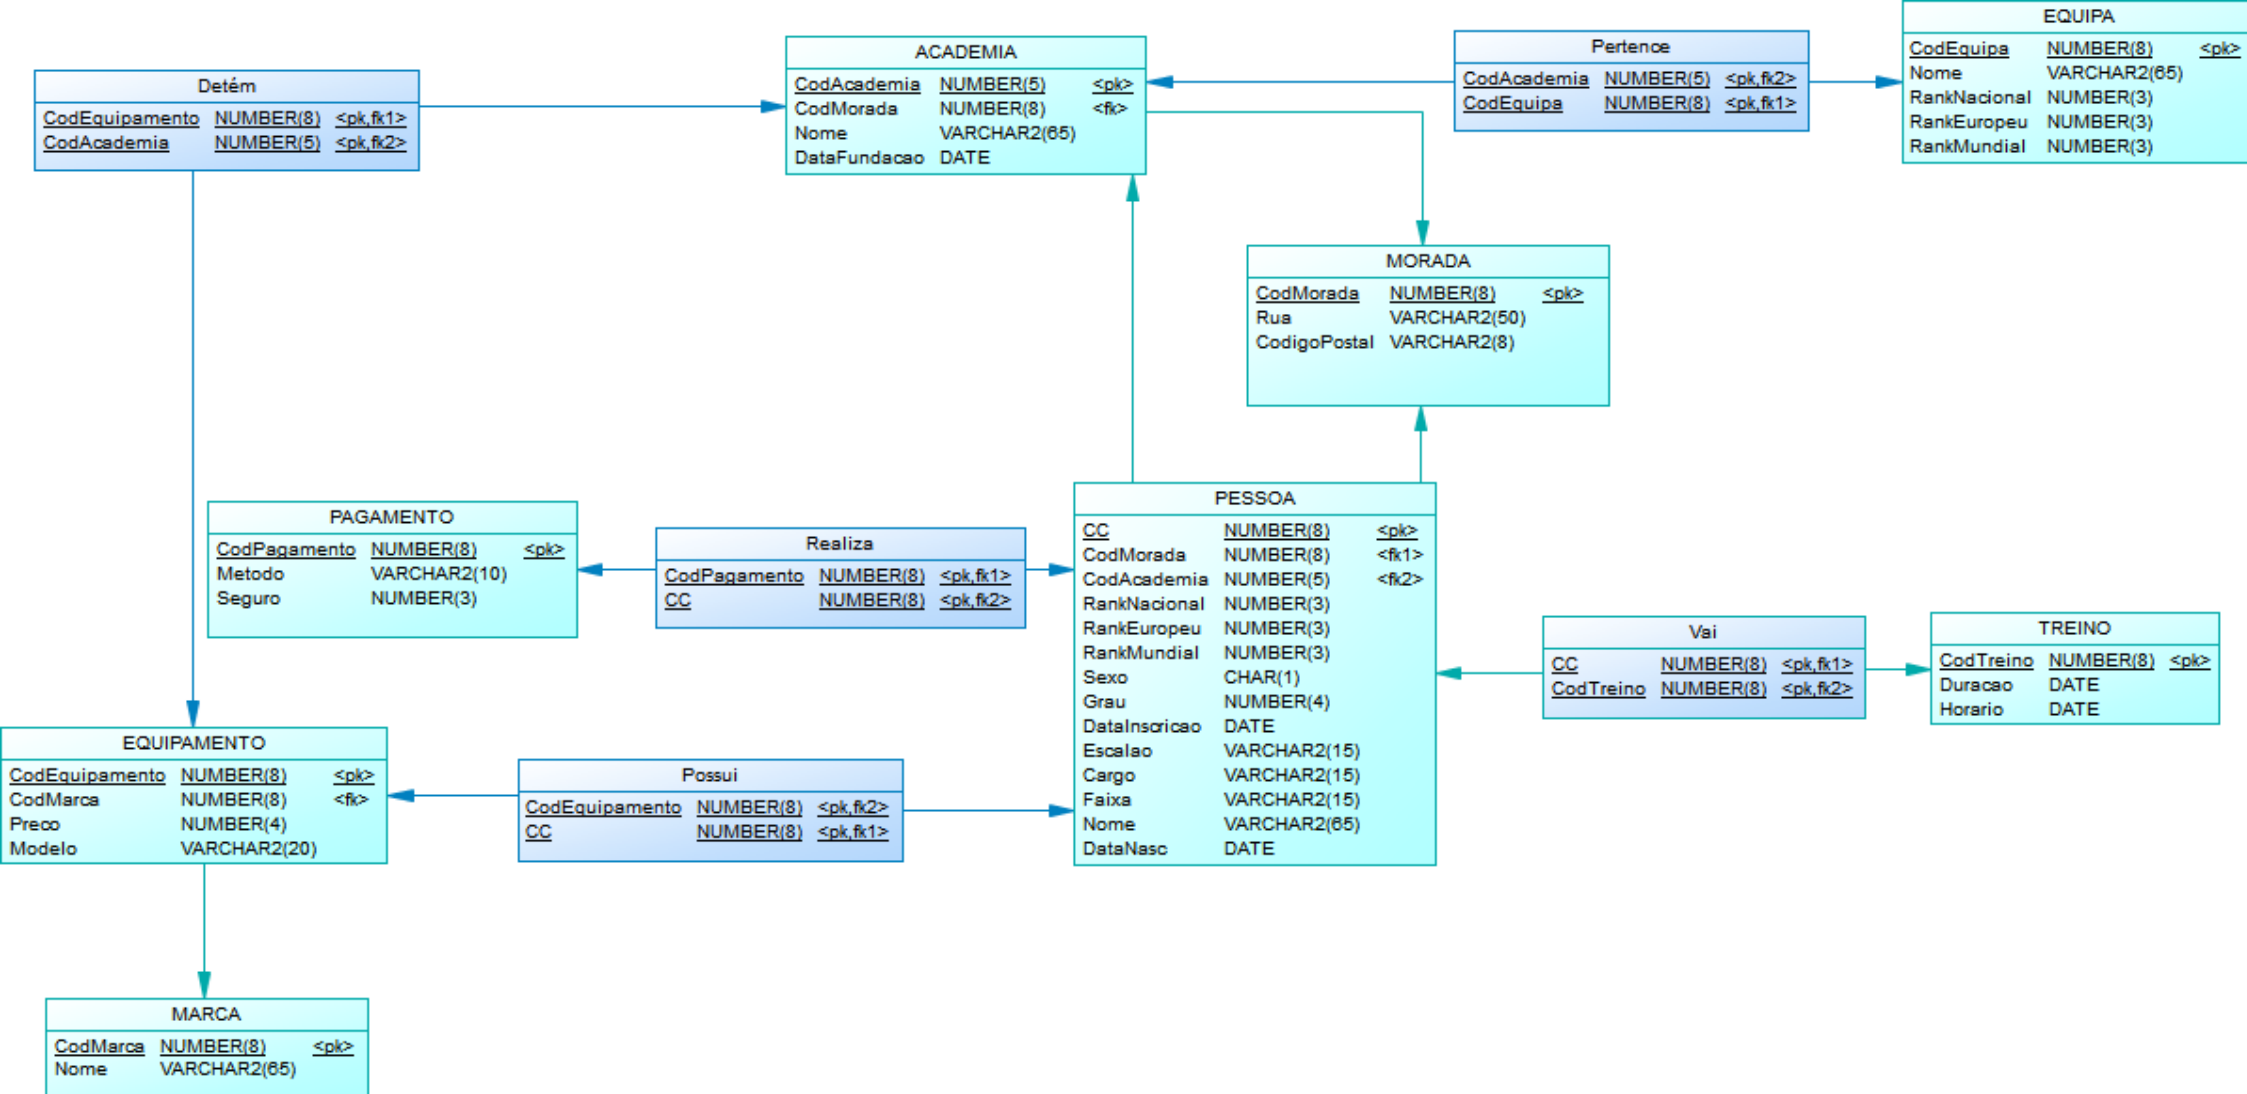 Detém
CodEquipamento NUMBER(8) <pk,fk1>
CodAcademia NUMBER(5) <pk,fk2>
ACADEMIA
CodAcademia NUMBER(5) <pk>
CodMorada NUMBER(8) <fk>
Nome VARCHAR2(65)
DataFundacao DATE
Pertence
CodAcademia NUMBER(5) <pk,fk2>
CodEquipa NUMBER(8) <pk,fk1>
EQUIPA
CodEquipa NUMBER(8) <pk>
Nome VARCHAR2(65)
RankNacional NUMBER(3)
RankEuropeu NUMBER(3)
RankMundial NUMBER(3)
MORADA
CodMorada NUMBER(8) <pk>
Rua VARCHAR2(50)
CodigoPostal VARCHAR2(8)
PAGAMENTO
CodPagamento NUMBER(8) <pk>
Metodo VARCHAR2(10)
Seguro NUMBER(3)
Realiza
CodPagamento NUMBER(8) <pk,fk1>
CC NUMBER(8) <pk,fk2>
PESSOA
CC NUMBER(8) <pk>
CodMorada NUMBER(8) <fk1>
CodAcademia NUMBER(5) <fk2>
RankNacional NUMBER(3)
RankEuropeu NUMBER(3)
RankMundial NUMBER(3)
Sexo CHAR(1)
Grau NUMBER(4)
DataInscricao DATE
Escalao VARCHAR2(15)
Cargo VARCHAR2(15)
Faixa VARCHAR2(15)
Nome VARCHAR2(65)
DataNasc DATE
Vai
CC NUMBER(8) <pk,fk1>
CodTreino NUMBER(8) <pk,fk2>
TREINO
CodTreino NUMBER(8) <pk>
Duracao DATE
Horario DATE
EQUIPAMENTO
CodEquipamento NUMBER(8) <pk>
CodMarca NUMBER(8) <fk>
Preco NUMBER(4)
Modelo VARCHAR2(20)
Possui
CodEquipamento NUMBER(8) <pk,fk2>
CC NUMBER(8) <pk,fk1>
MARCA
CodMarca NUMBER(8) <pk>
Nome VARCHAR2(65)